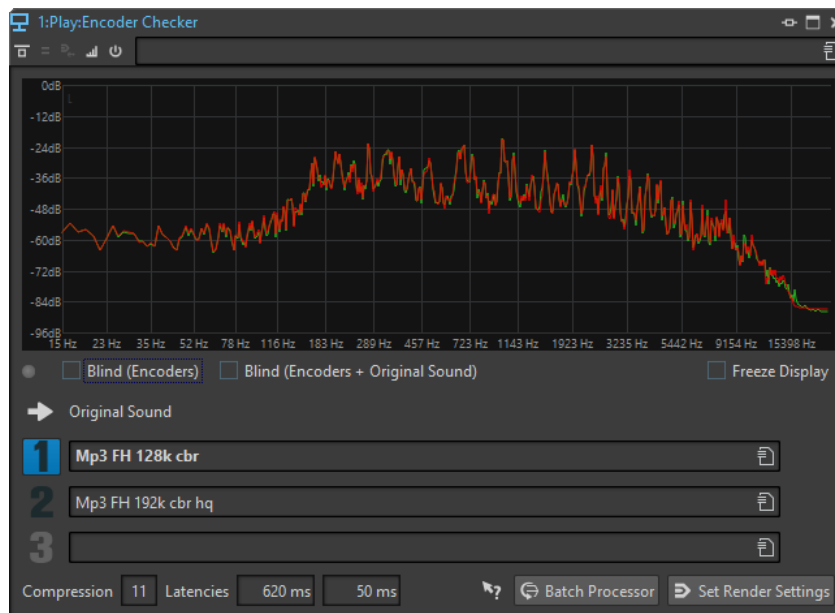 1:Play:Encoder Checker
0dB
-12dB
-24dB
-36dB
-48dB
-60dB
-72dB
-84dB
-96dB
15 Hz 23 Hz 35 Hz 52 Hz 78 Hz 116 Hz 183 Hz 289 Hz 457 Hz 723 Hz 1143 Hz 1923 Hz 3235 Hz 5442 Hz 9154 Hz 15398 Hz
L
Blind (Encoders) Blind (Encoders + Original Sound) Freeze Display
Original Sound
1 Mp3 FH 128k cbr
2 Mp3 FH 192k cbr hq
3
Compression 11 Latencies 620 ms 50 ms ? Batch Processor Set Render Settings